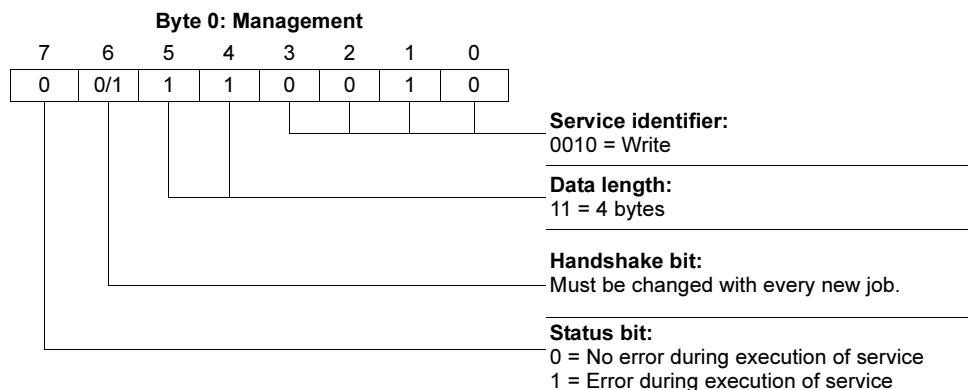 Byte 0: Management
7 6 5 4 3 2 1 0
0 0/1 1 1 0 0 1 0
Service identifier:
0010 = Write
Data length:
11 = 4 bytes
Handshake bit:
Must be changed with every new job.
Status bit:
0 = No error during execution of service
1 = Error during execution of service